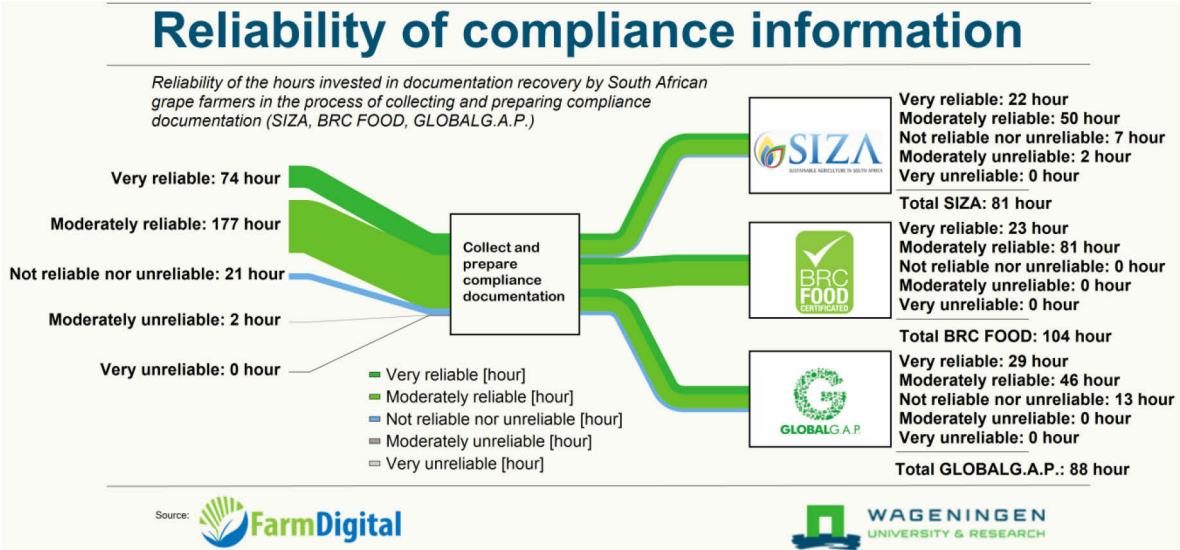 Reliability of compliance information
Reliability of the hours invested in documentation recovery by South African
grape farmers in the process of collecting and preparing compliance
documentation (SIZA, BRC FOOD, GLOBALG.A.P.)
Very reliable: 74 hour
Moderately reliable: 177 hour
Not reliable nor unreliable: 21 hour
Moderately unreliable: 2 hour
Very unreliable: 0 hour
Collect and
prepare
compliance
documentation
Very reliable [hour]
Moderately reliable [hour]
Not reliable nor unreliable [hour]
Moderately unreliable [hour]
Very unreliable [hour]
SIZA
SUSTAINABLE AGRICULTURE IN SOUTH AFRICA
Very reliable: 22 hour
Moderately reliable: 50 hour
Not reliable nor unreliable: 7 hour
Moderately unreliable: 2 hour
Very unreliable: 0 hour
Total SIZA: 81 hour
BRC
FOOD
CERTIFICATED
Very reliable: 23 hour
Moderately reliable: 81 hour
Not reliable nor unreliable: 0 hour
Moderately unreliable: 0 hour
Very unreliable: 0 hour
Total BRC FOOD: 104 hour
GLOBALG.A.P.
Very reliable: 29 hour
Moderately reliable: 46 hour
Not reliable nor unreliable: 13 hour
Moderately unreliable: 0 hour
Very unreliable: 0 hour
Total GLOBALG.A.P.: 88 hour
Source:
FarmDigital
WAGENINGEN
UNIVERSITY & RESEARCH